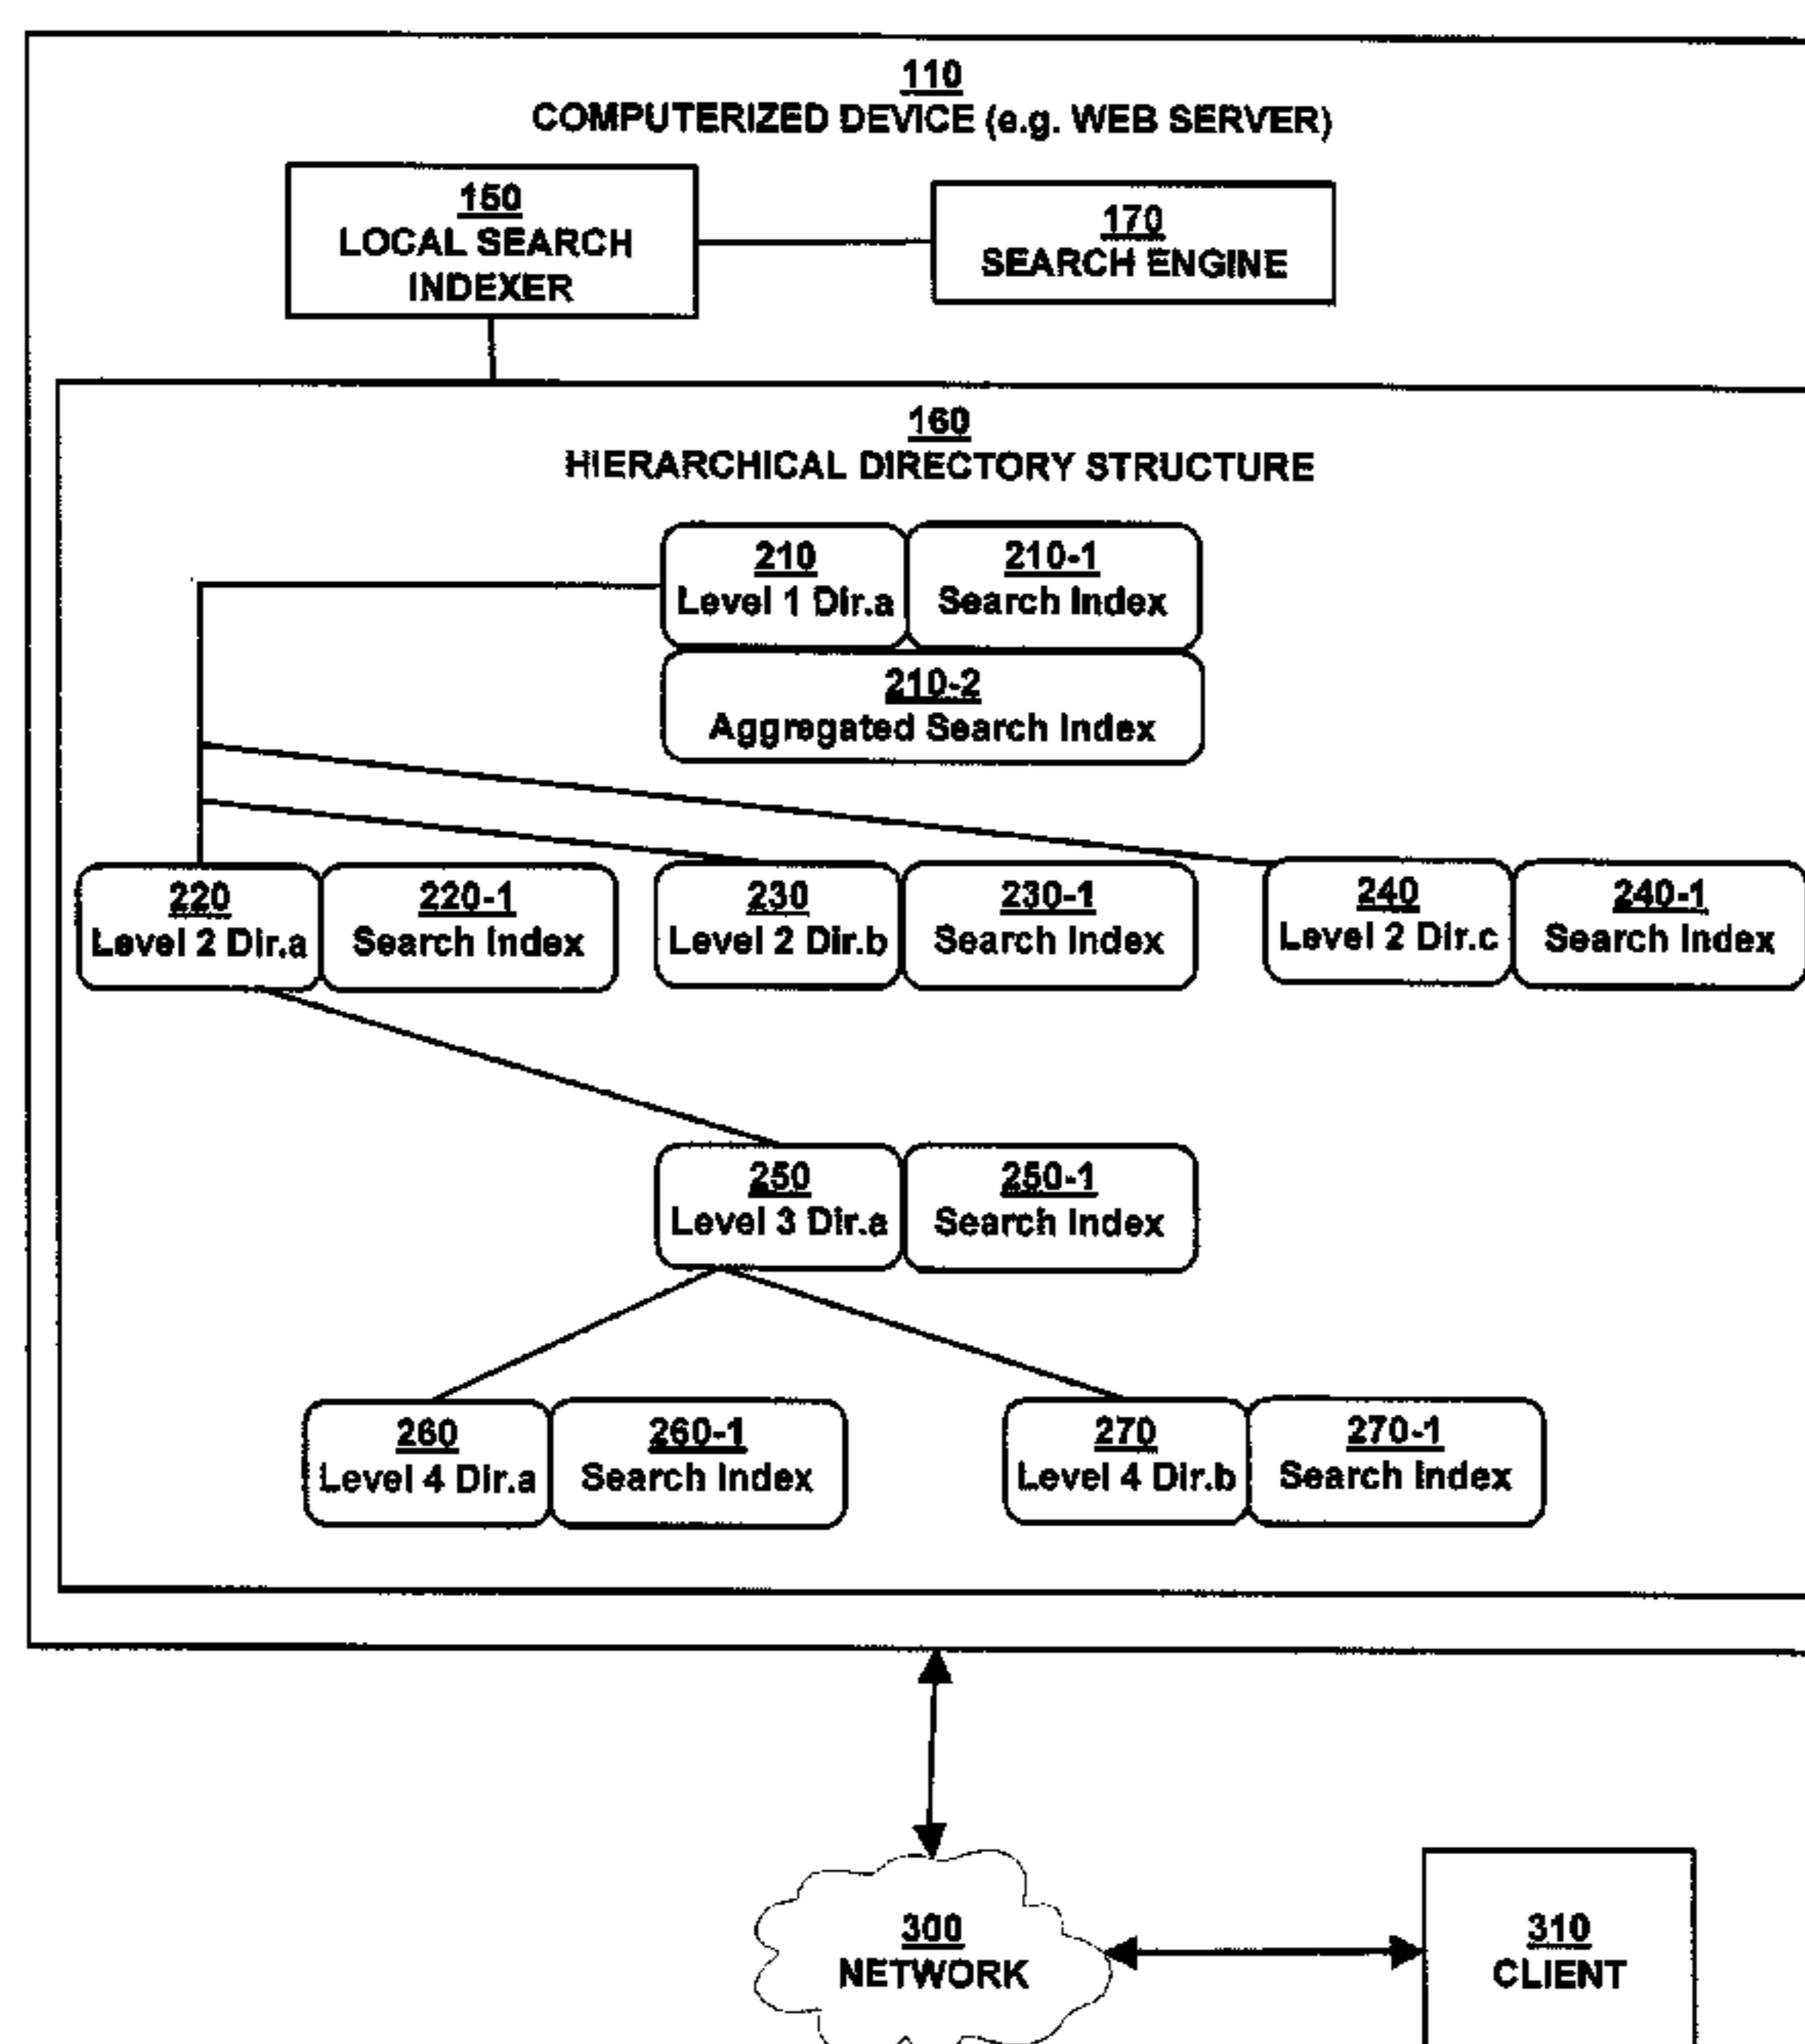 110
COMPUTERIZED DEVICE (e.g. WEB SERVER)
150
LOCAL SEARCH
INDEXER
170
SEARCH ENGINE
160
HIERARCHICAL DIRECTORY STRUCTURE
210
Level 1 Dir.a
210-1
Search Index
210-2
Aggregated Search Index
220
Level 2 Dir.a
220-1
Search Index
230
Level 2 Dir.b
230-1
Search Index
240
Level 2 Dir.c
240-1
Search Index
250
Level 3 Dir.a
250-1
Search Index
260
Level 4 Dir.a
260-1
Search Index
270
Level 4 Dir.b
270-1
Search Index
300
NETWORK
310
CLIENT